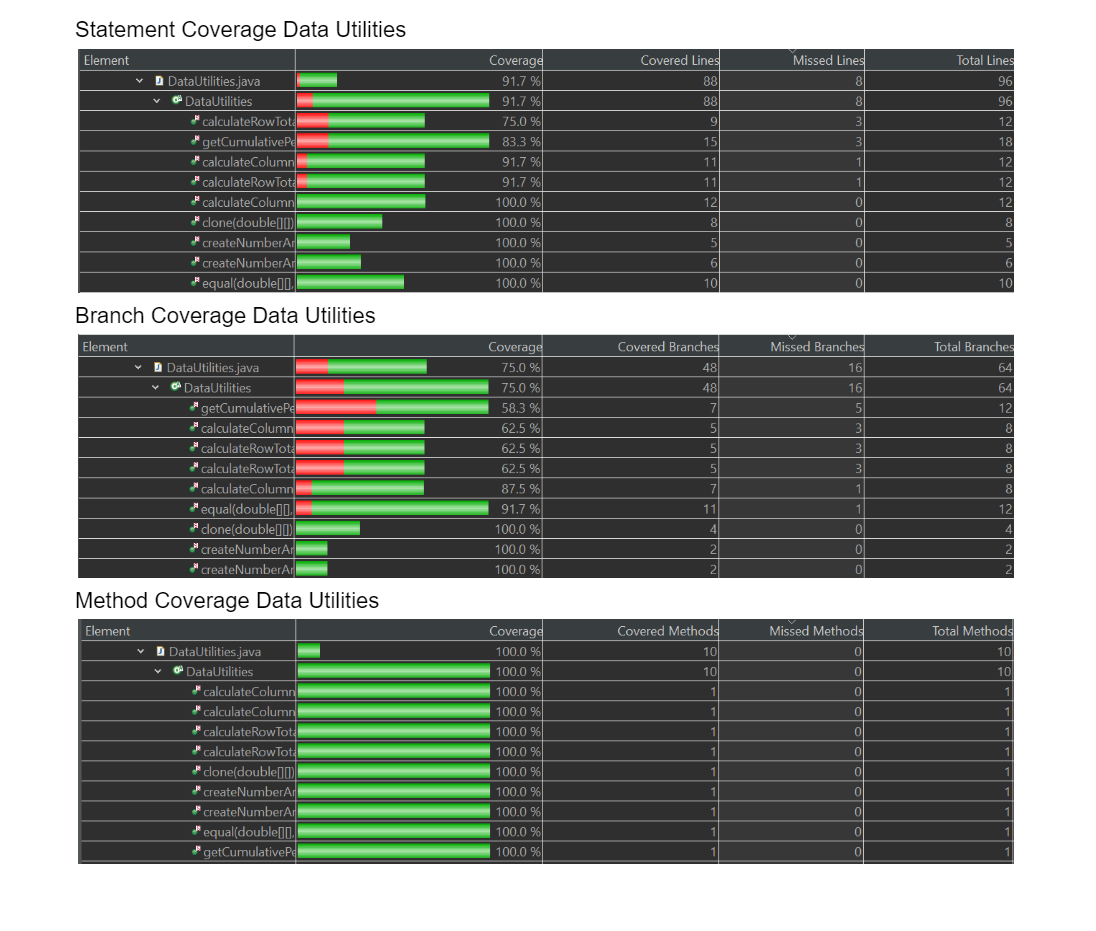 Statement Coverage Data Utilities
Element Coverage Covered Lines Missed Lines Total Lines
DataUtilities.java 91.7 % 88 8 96
DataUtilities 91.7 % 88 8 96
calculateRowTota 75.0 % 9 3 12
getCumulativePe 83.3 % 15 3 18
calculateColumn 91.7 % 11 1 12
calculateRowTota 91.7 % 11 1 12
calculateColumn 100.0 % 12 0 12
clone(double[][]) 100.0 % 8 0 8
createNumberAr 100.0 % 5 0 5
createNumberAr 100.0 % 6 0 6
equal(double[][], 100.0 % 10 0 10
Branch Coverage Data Utilities
Element Coverage Covered Branches Missed Branches Total Branches
DataUtilities.java 75.0 % 48 16 64
DataUtilities 75.0 % 48 16 64
getCumulativePe 58.3 % 7 5 12
calculateColumn 62.5 % 5 3 8
calculateRowTota 62.5 % 5 3 8
calculateRowTota 62.5 % 5 3 8
calculateColumn 87.5 % 7 1 8
equal(double[][], 91.7 % 11 1 12
clone(double[][]) 100.0 % 4 0 4
createNumberAr 100.0 % 2 0 2
createNumberAr 100.0 % 2 0 2
Method Coverage Data Utilities
Element Coverage Covered Methods Missed Methods Total Methods
DataUtilities.java 100.0 % 10 0 10
DataUtilities 100.0 % 10 0 10
calculateColumn 100.0 % 1 0 1
calculateColumn 100.0 % 1 0 1
calculateRowTota 100.0 % 1 0 1
calculateRowTota 100.0 % 1 0 1
clone(double[][]) 100.0 % 1 0 1
createNumberAr 100.0 % 1 0 1
createNumberAr 100.0 % 1 0 1
equal(double[][], 100.0 % 1 0 1
getCumulativePe 100.0 % 1 0 1